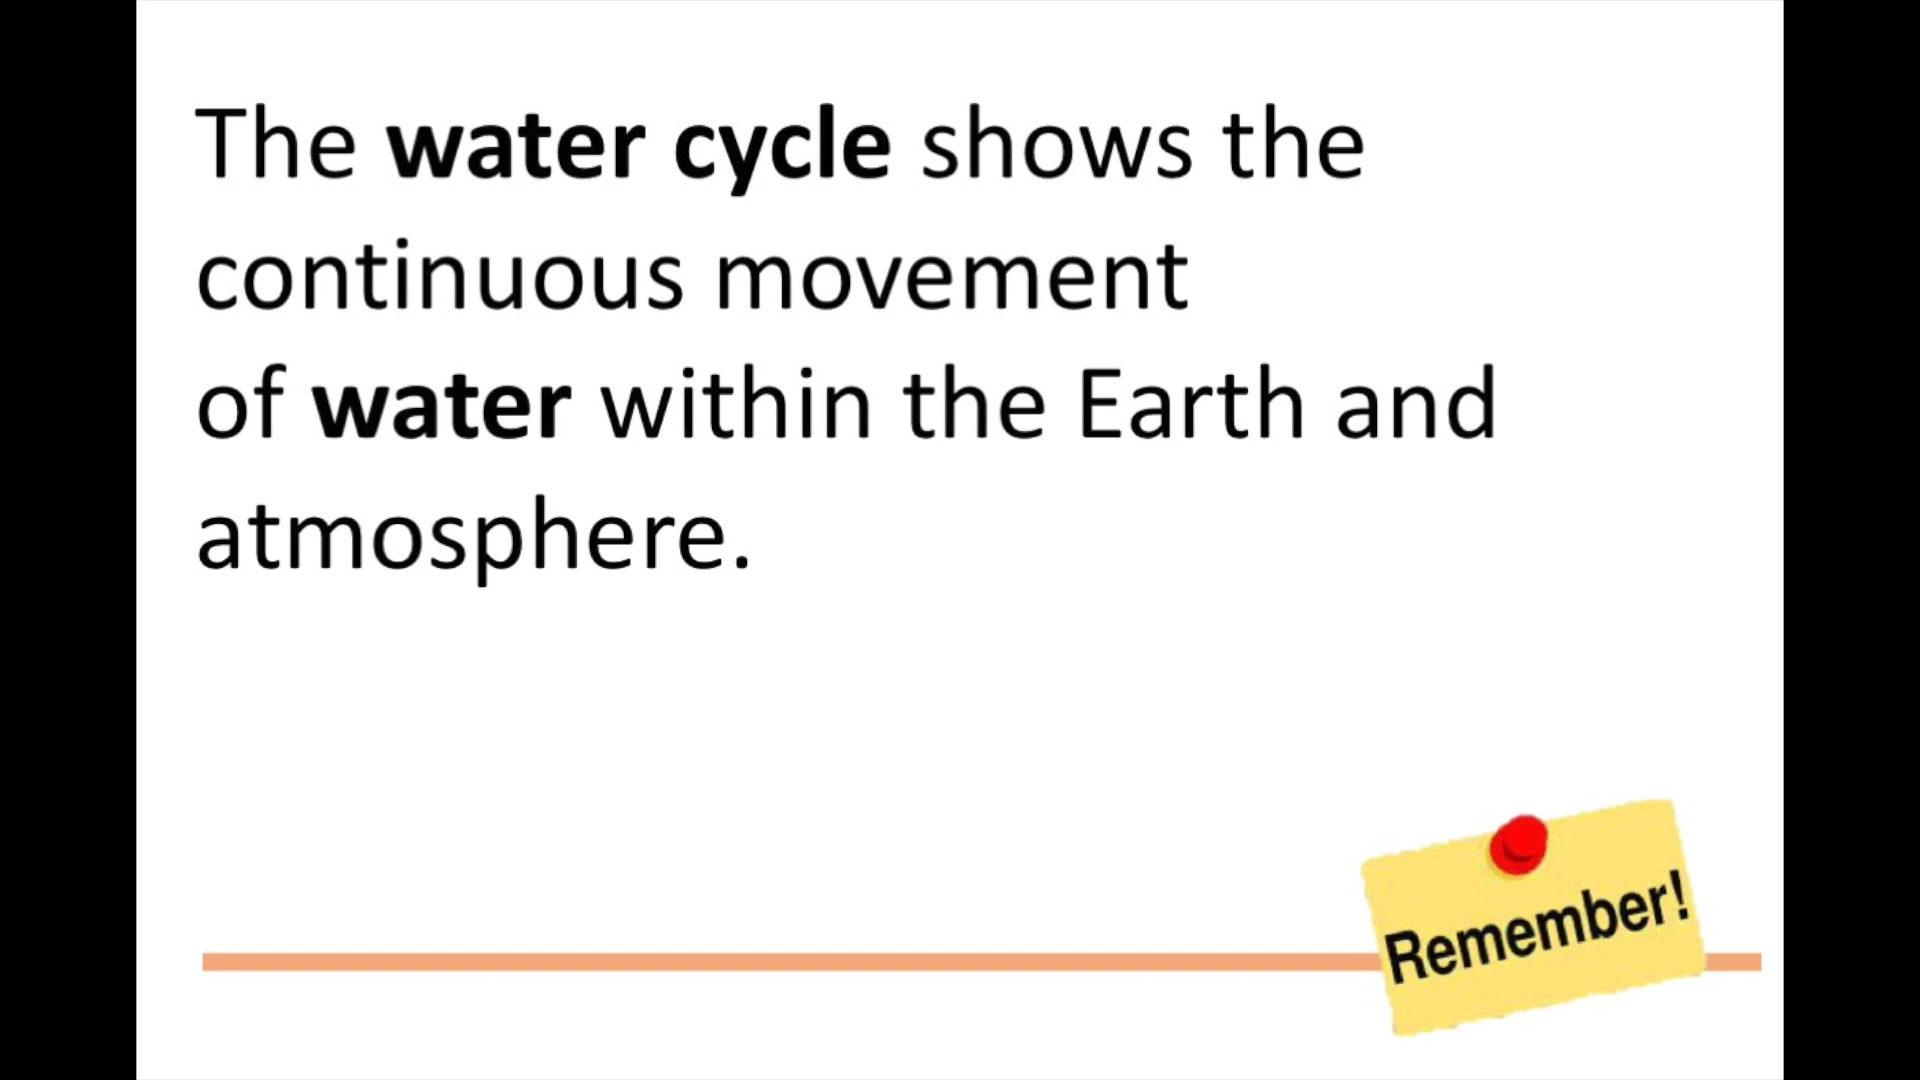 The water cycle shows the
continuous movement
of water within the Earth and
atmosphere.
Remember!